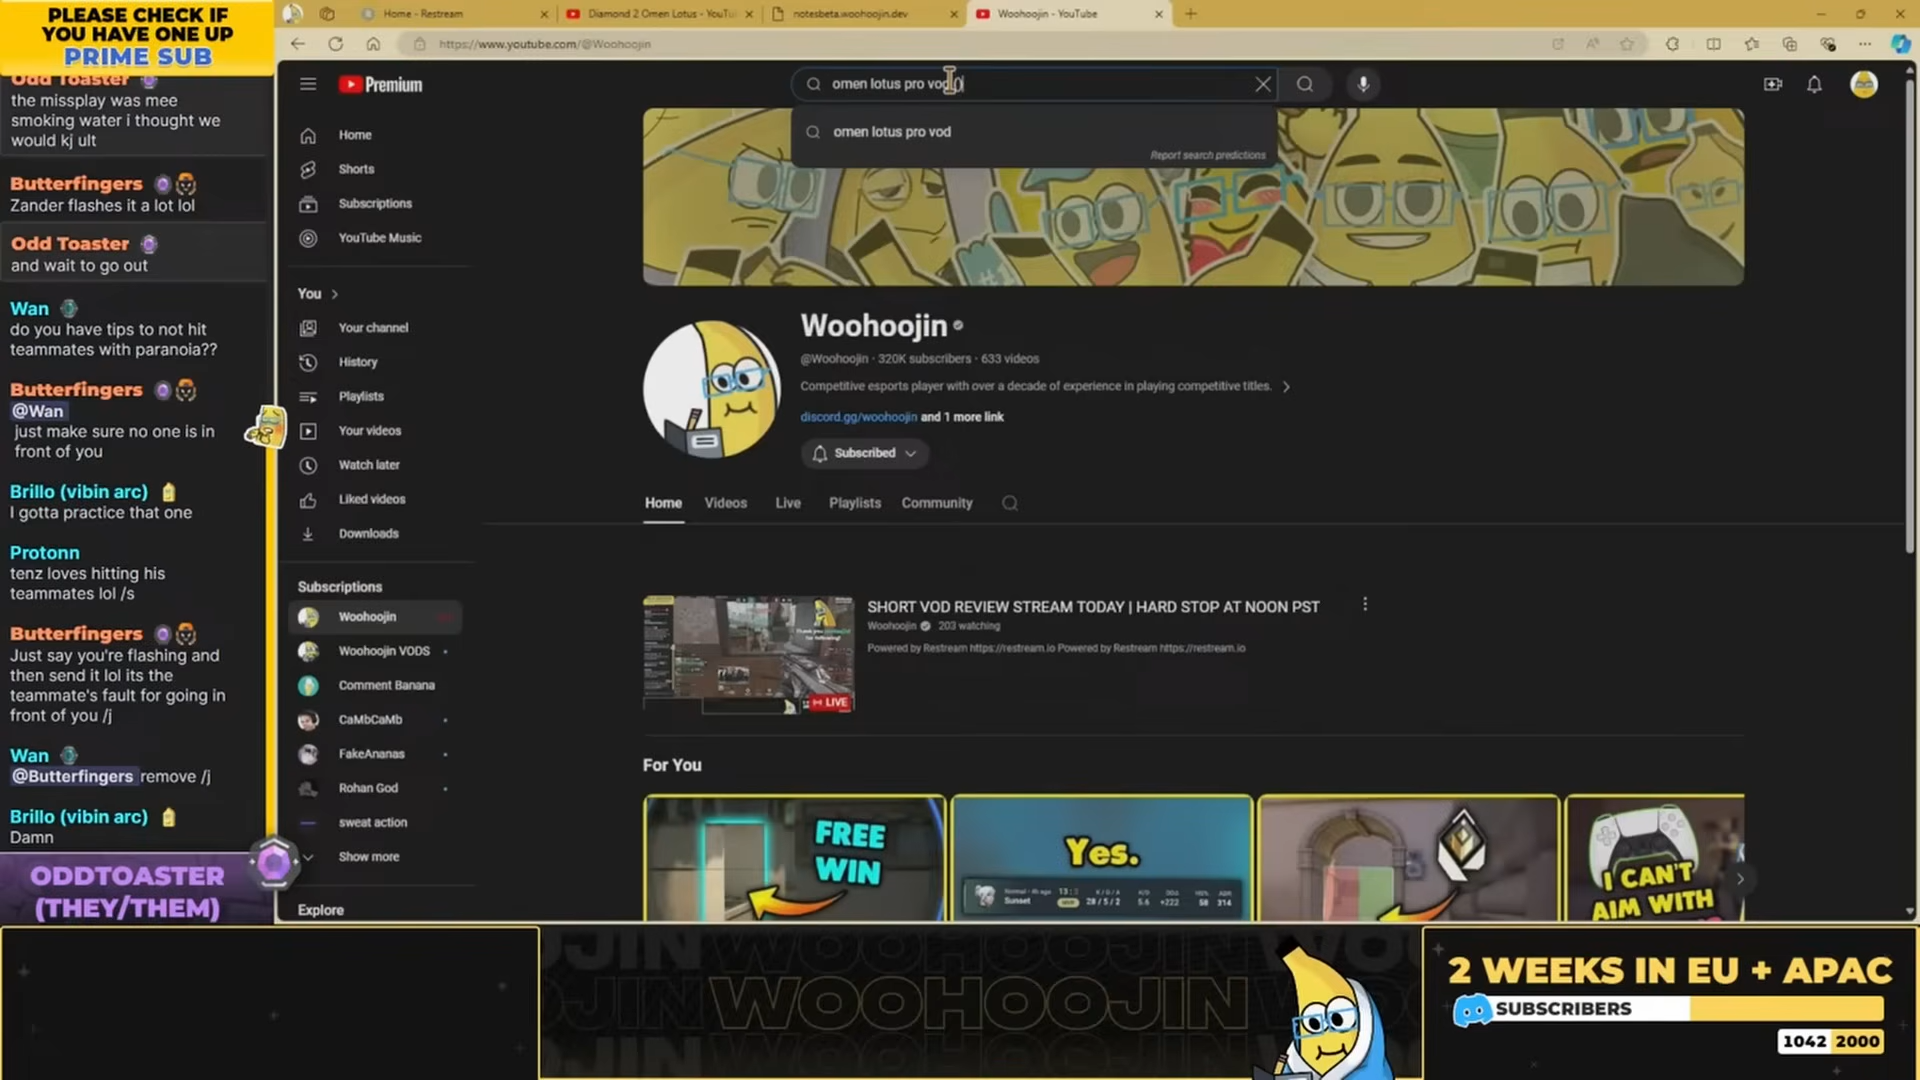 PLEASE CHECK IF
YOU HAVE ONE UP
PRIME SUB
Odd Toaster
the missplay was mee
smoking water i thought we
would kj ult
Butterfingers
Zander flashes it a lot lol
Odd Toaster
and wait to go out
Wan
do you have tips to not hit
teammates with paranoia??
Butterfingers
@Wan
just make sure no one is in
front of you
Brillo (vibin arc)
I gotta practice that one
Protonn
tenz loves hitting his
teammates lol /s
Butterfingers
Just say you're flashing and
then send it lol its the
teammate's fault for going in
front of you /j
Wan
@Butterfingers remove /j
Brillo (vibin arc)
Damn
ODDTOASTER
(THEY/THEM)
Home - Restream
Diamond 2 Omen Lotus - YouTu
notesbeta.woohoojin.dev
Woohoojin - YouTube
https://www.youtube.com/@Woohoojin
Premium
omen lotus pro vod
omen lotus pro vod
Report search predictions
Home
Shorts
Subscriptions
YouTube Music
You
Your channel
History
Playlists
Your videos
Watch later
Liked videos
Downloads
Subscriptions
Woohoojin
Woohoojin VODS
Comment Banana
CaMbCaMb
FakeAnanas
Rohan God
sweat action
Show more
Explore
#1
Woohoojin
@Woohoojin · 320K subscribers · 633 videos
Competitive esports player with over a decade of experience in playing competitive titles.
discord.gg/woohoojin and 1 more link
Subscribed
Home Videos Live Playlists Community
SHORT VOD REVIEW STREAM TODAY | HARD STOP AT NOON PST
Woohoojin 203 watching
Powered by Restream https://restream.io Powered by Restream https://restream.io
LIVE
For You
FREE
WIN
Yes.
Sunset
28 / 5 / 2
5.6
+222
58
314
I CAN'T
AIM WITH
WOOHOOJIN
2 WEEKS IN EU + APAC
SUBSCRIBERS
1042 2000